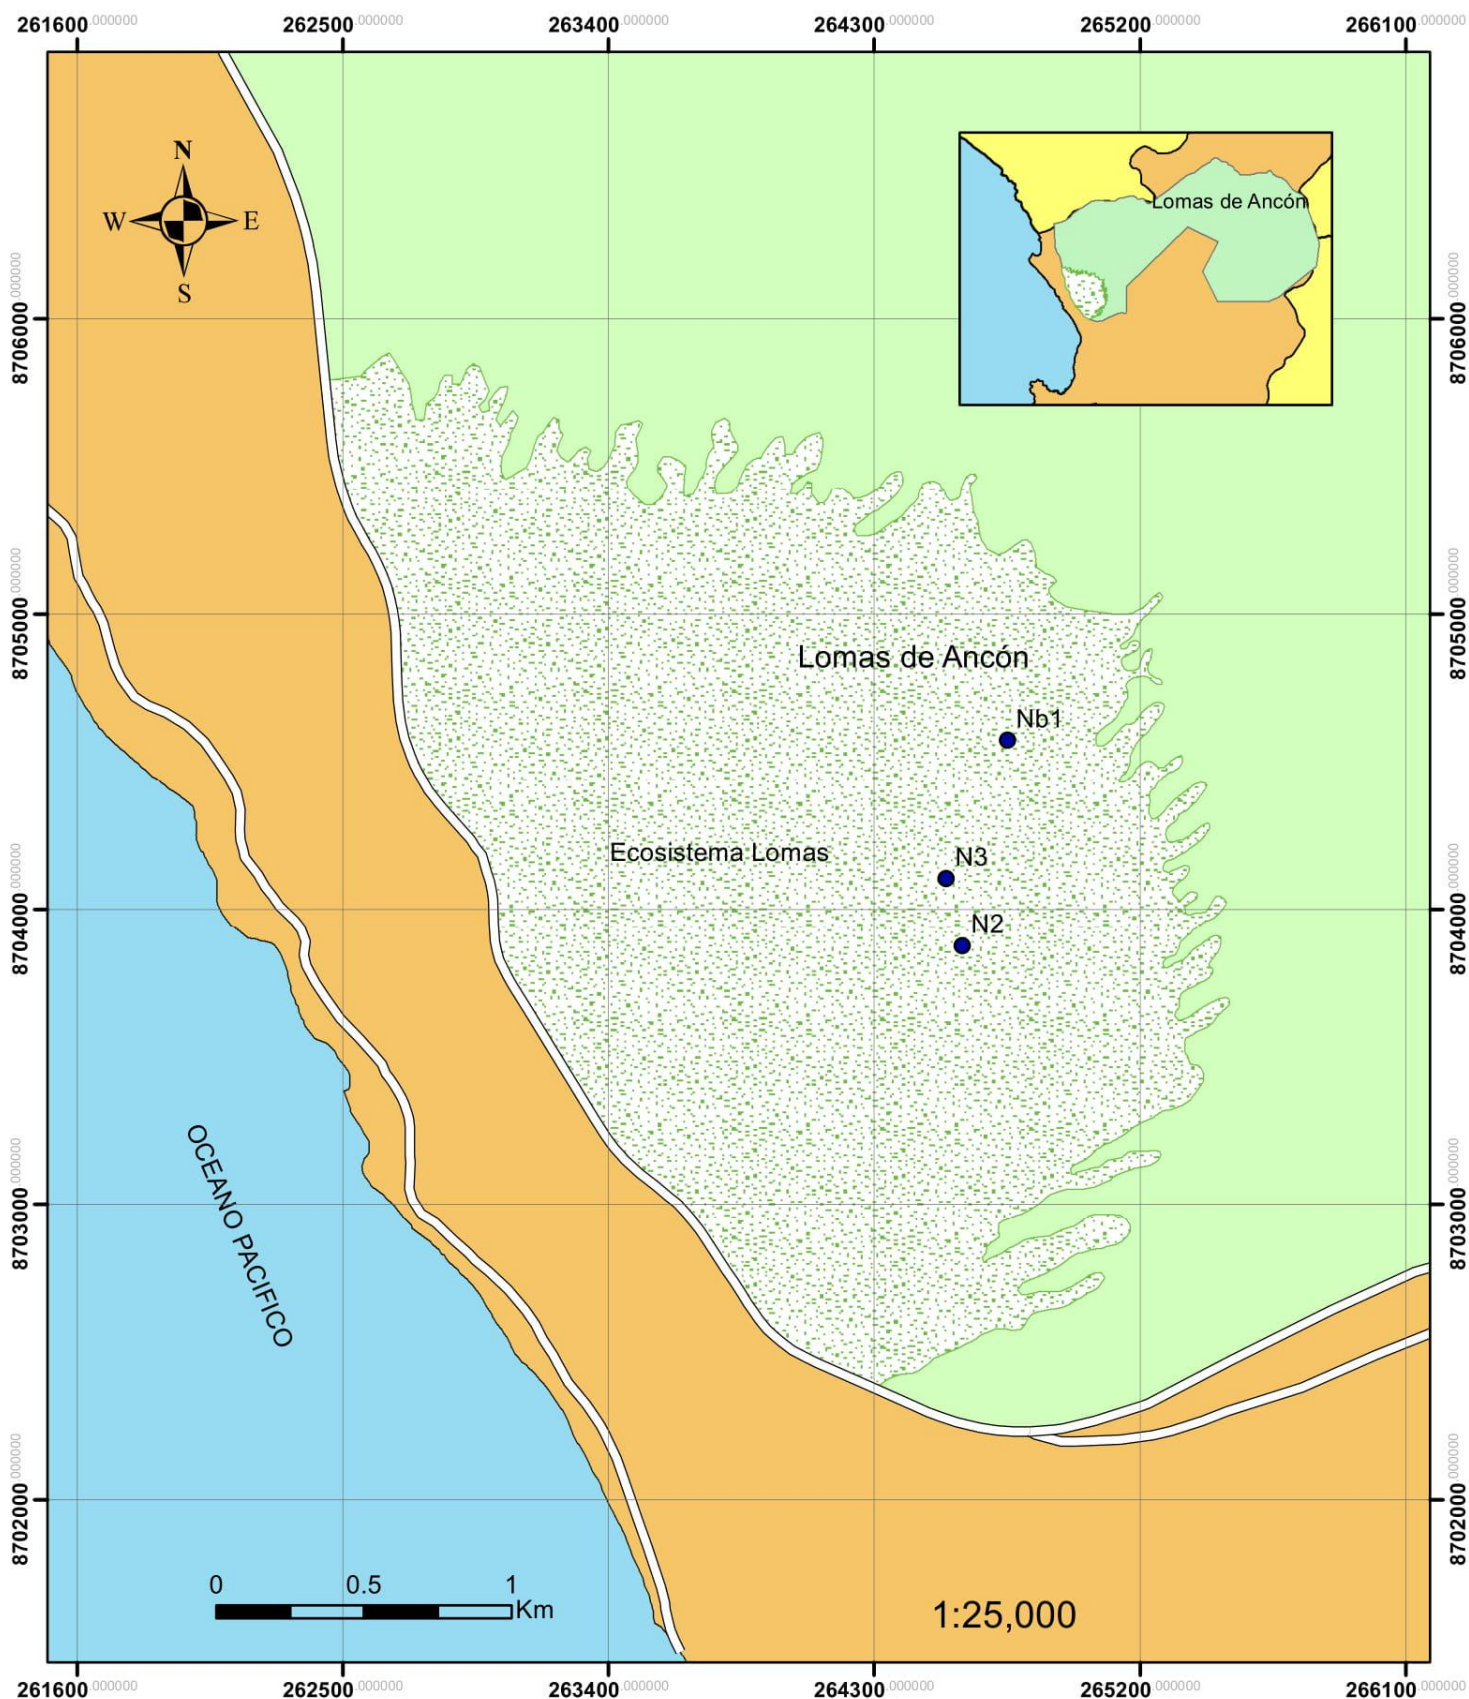 261600.000000 262500.000000 263400.000000 264300.000000 265200.000000 266100.000000
N
W E
S
Lomas de Ancón
8706000.000000 8706000.000000
8705000.000000 8705000.000000
Lomas de Ancón
Nb1
Ecosistema Lomas
N3
8704000.000000 8704000.000000
N2
OCEANO PACIFICO
8703000.000000 8703000.000000
8702000.000000 8702000.000000
0 0.5 1
Km
1:25,000
261600.000000 262500.000000 263400.000000 264300.000000 265200.000000 266100.000000